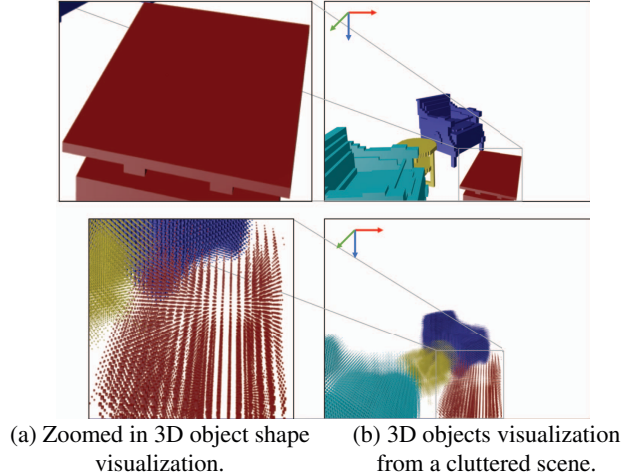 (a) Zoomed in 3D object shape
visualization.
(b) 3D objects visualization
from a cluttered scene.